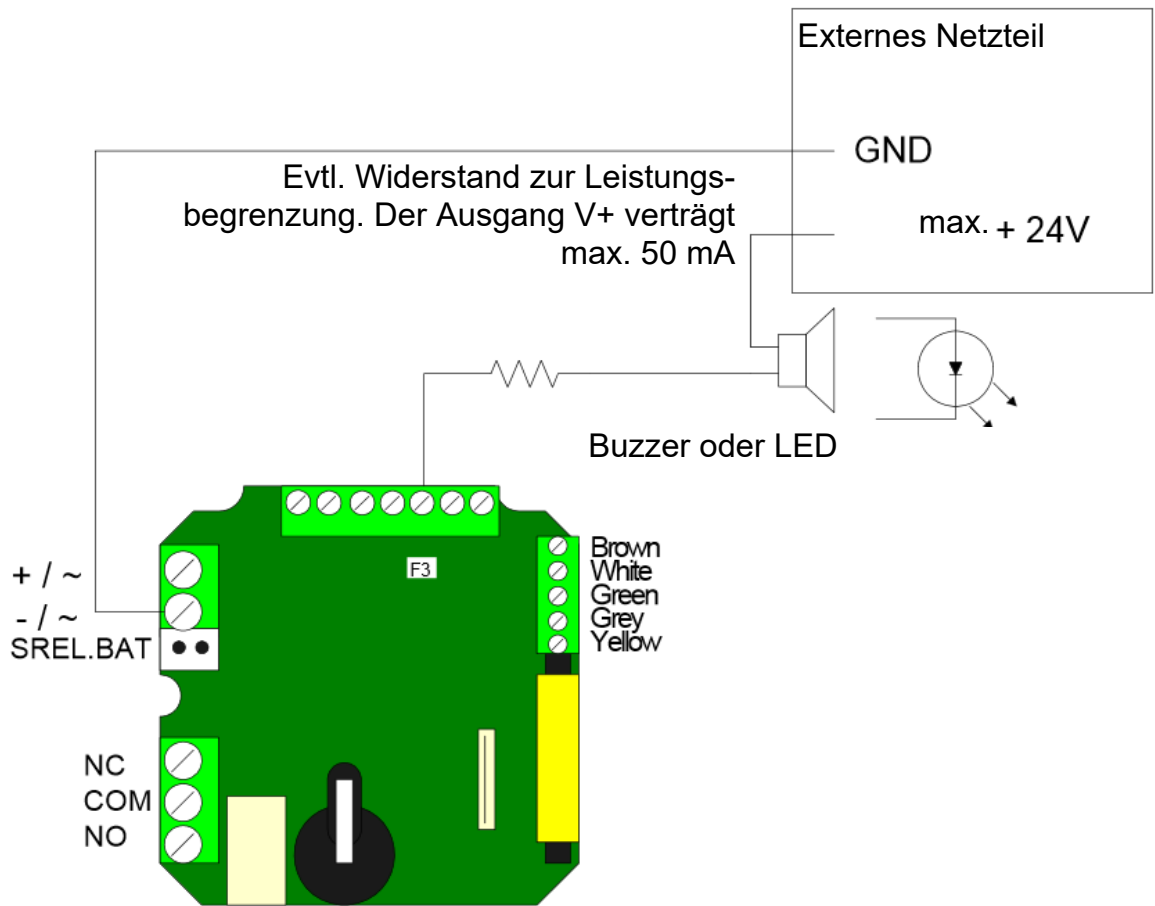 Externes Netzteil
GND
Evtl. Widerstand zur Leistungs-
begrenzung. Der Ausgang V+ verträgt
max. 50 mA
max. + 24V
Buzzer oder LED
F3
Brown
White
Green
Grey
Yellow
+ / ~
- / ~
SREL.BAT
NC
COM
NO